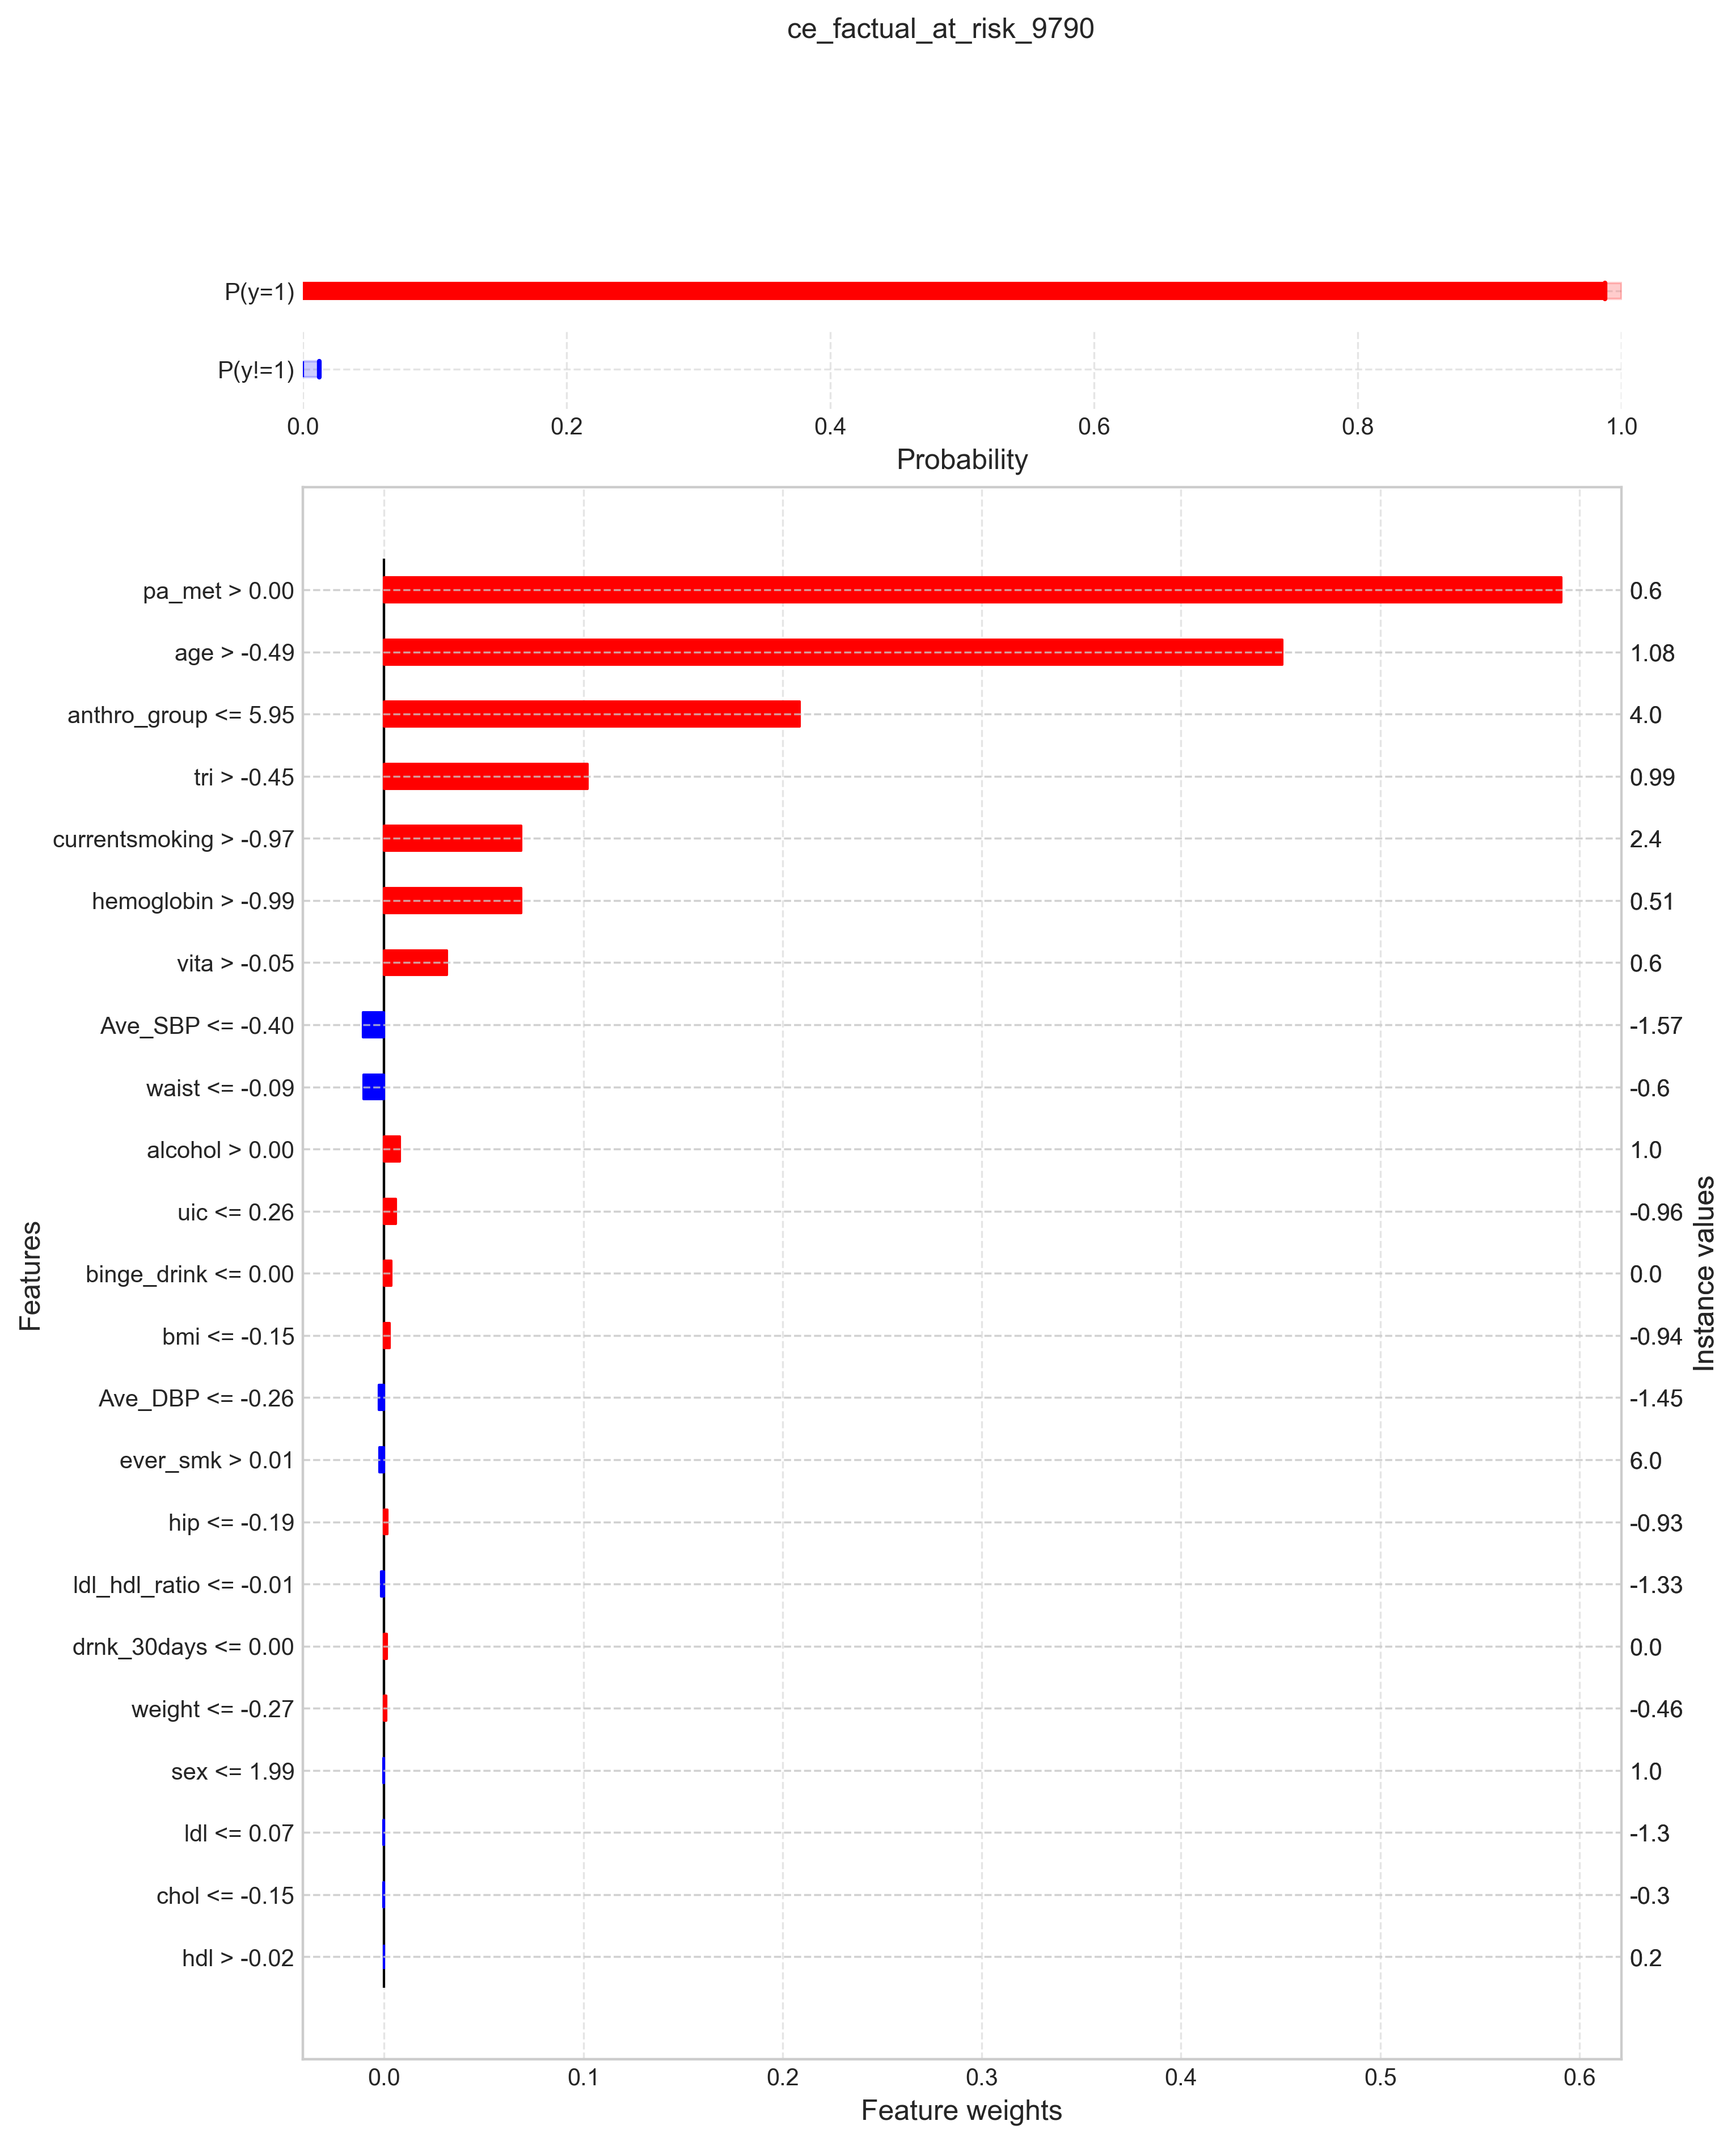 ce_factual_at_risk_9790
P(y=1)
P(y!=1)
0.0 0.2 0.4 0.6 0.8 1.0
Probability
pa_met > 0.00 0.6
age > -0.49 1.08
anthro_group <= 5.95 4.0
tri > -0.45 0.99
currentsmoking > -0.97 2.4
hemoglobin > -0.99 0.51
vita > -0.05 0.6
Ave_SBP <= -0.40 -1.57
waist <= -0.09 -0.6
alcohol > 0.00 1.0
uic <= 0.26 -0.96
binge_drink <= 0.00 0.0
bmi <= -0.15 -0.94
Ave_DBP <= -0.26 -1.45
ever_smk > 0.01 6.0
hip <= -0.19 -0.93
ldl_hdl_ratio <= -0.01 -1.33
drnk_30days <= 0.00 0.0
weight <= -0.27 -0.46
sex <= 1.99 1.0
ldl <= 0.07 -1.3
chol <= -0.15 -0.3
hdl > -0.02 0.2
Features
Instance values
0.0 0.1 0.2 0.3 0.4 0.5 0.6
Feature weights